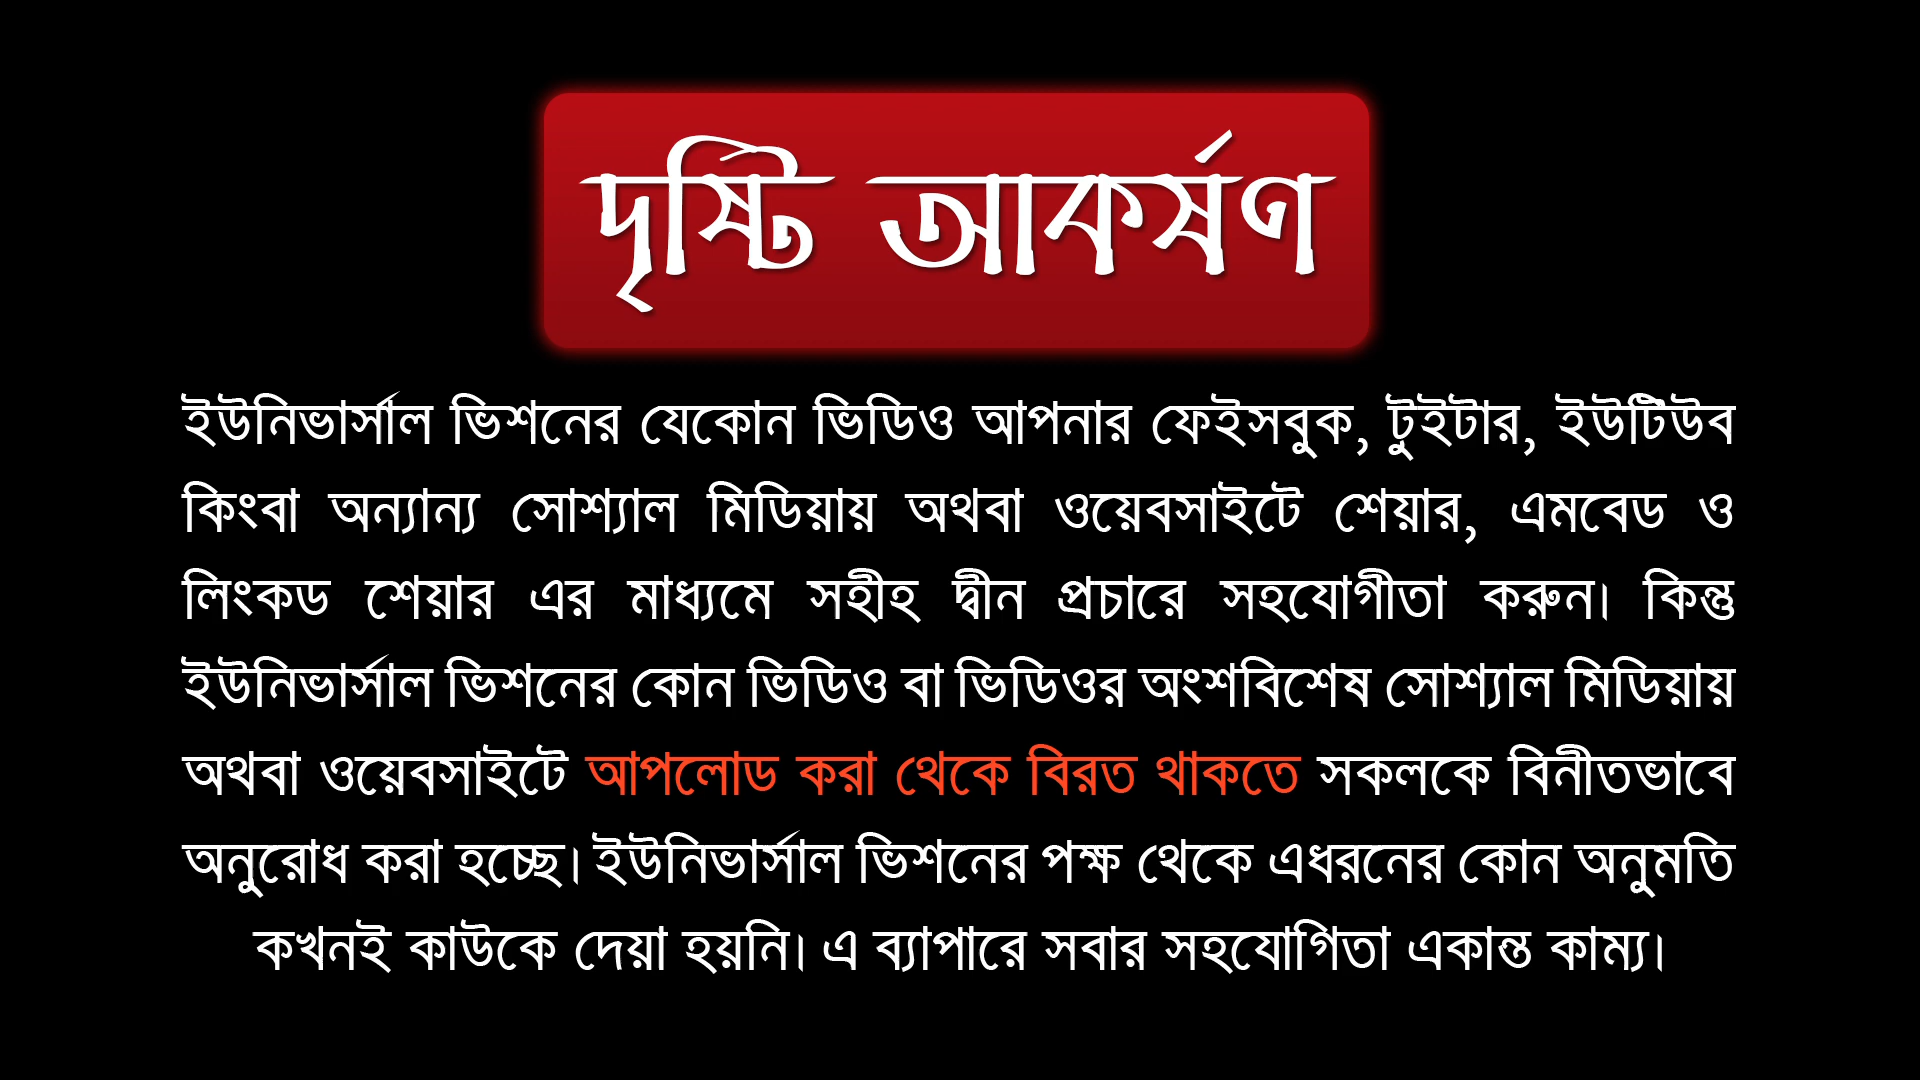 দৃষ্টি আকর্ষণ
ইউনিভার্সাল ভিশনের যেকোন ভিডিও আপনার ফেইসবুক, টুইটার, ইউটিউব
কিংবা অন্যান্য সোশ্যাল মিডিয়ায় অথবা ওয়েবসাইটে শেয়ার, এমবেড ও
লিংকড শেয়ার এর মাধ্যমে সহীহ দ্বীন প্রচারে সহযোগীতা করুন। কিন্তু
ইউনিভার্সাল ভিশনের কোন ভিডিও বা ভিডিওর অংশবিশেষ সোশ্যাল মিডিয়ায়
অথবা ওয়েবসাইটে আপলোড করা থেকে বিরত থাকতে সকলকে বিনীতভাবে
অনুরোধ করা হচ্ছে। ইউনিভার্সাল ভিশনের পক্ষ থেকে এধরনের কোন অনুমতি
কখনই কাউকে দেয়া হয়নি। এ ব্যাপারে সবার সহযোগিতা একান্ত কাম্য।